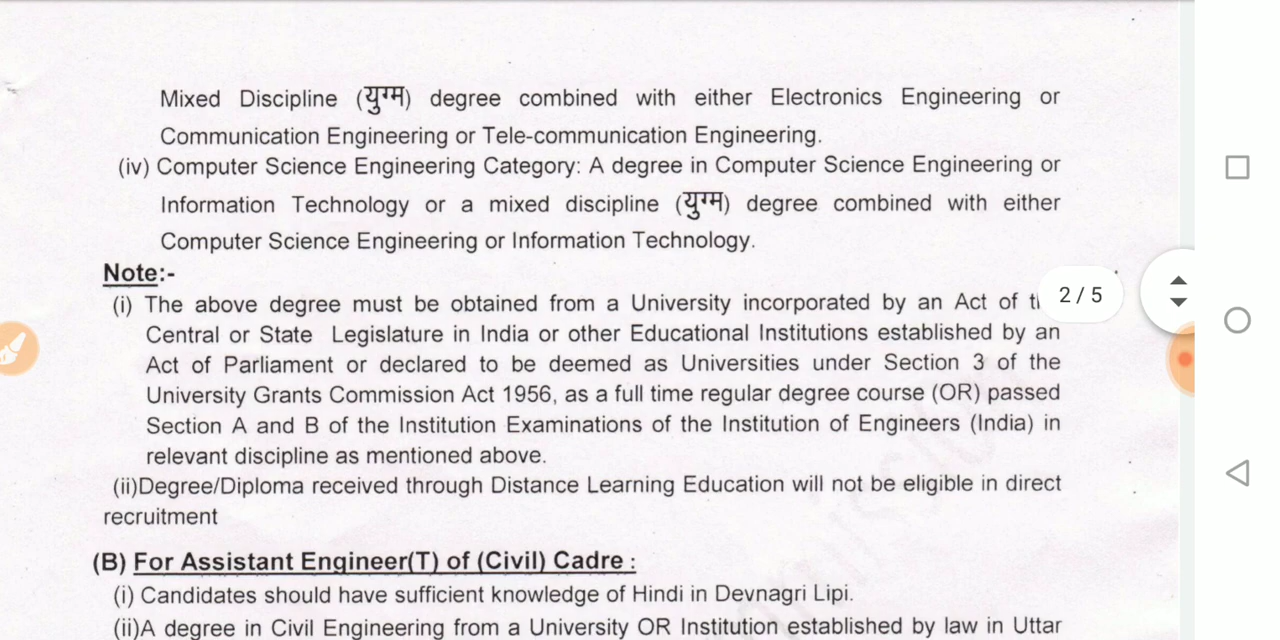 Mixed Discipline (युग्म) degree combined with either Electronics Engineering or
Communication Engineering or Tele-communication Engineering.
(iv) Computer Science Engineering Category: A degree in Computer Science Engineering or
Information Technology or a mixed discipline (युग्म) degree combined with either
Computer Science Engineering or Information Technology.
Note:-
(i) The above degree must be obtained from a University incorporated by an Act of
2 / 5
Central or State Legislature in India or other Educational Institutions established by an
Act of Parliament or declared to be deemed as Universities under Section 3 of the
University Grants Commission Act 1956, as a full time regular degree course (OR) passed
Section A and B of the Institution Examinations of the Institution of Engineers (India) in
relevant discipline as mentioned above.
(ii)Degree/Diploma received through Distance Learning Education will not be eligible in direct
recruitment
(B) For Assistant Engineer(T) of (Civil) Cadre :
(i) Candidates should have sufficient knowledge of Hindi in Devnagri Lipi.
(ii)A degree in Civil Engineering from a University OR Institution established by law in Uttar